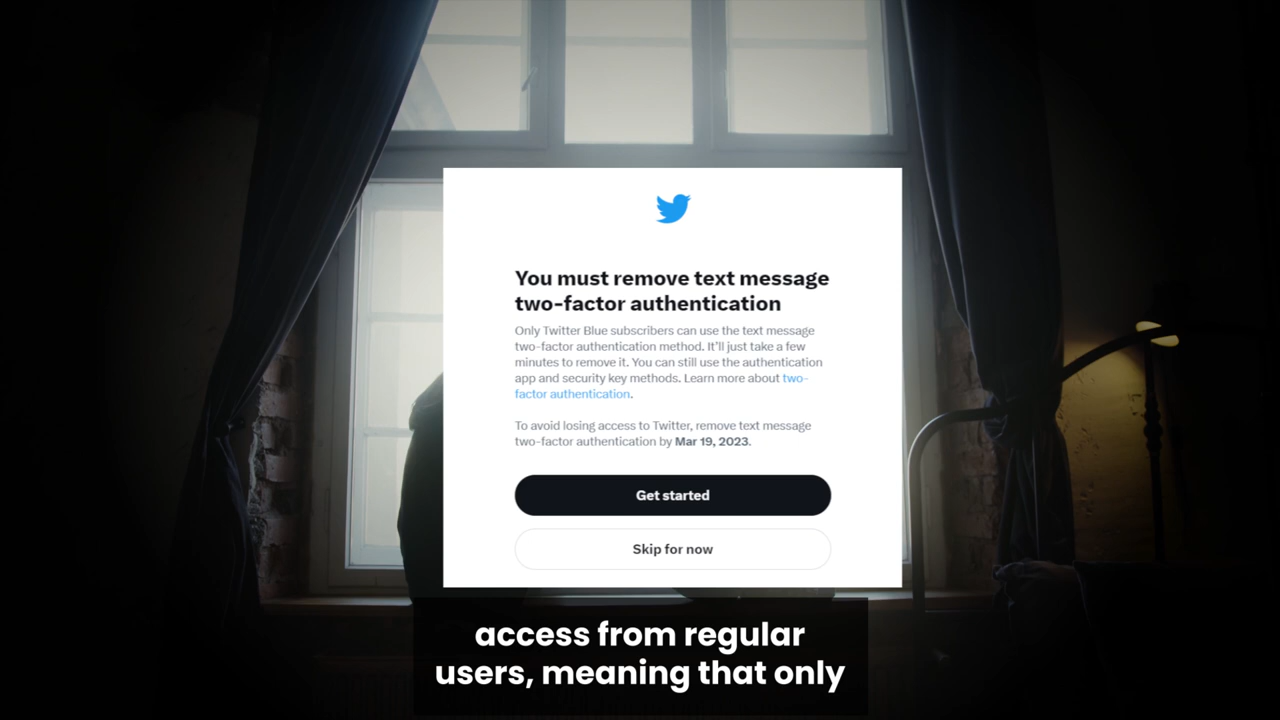 You must remove text message
two-factor authentication
Only Twitter Blue subscribers can use the text message
two-factor authentication method. It'll just take a few
minutes to remove it. You can still use the authentication
app and security key methods. Learn more about two-
factor authentication.
To avoid losing access to Twitter, remove text message
two-factor authentication by Mar 19, 2023.
Get started
Skip for now
access from regular
users, meaning that only